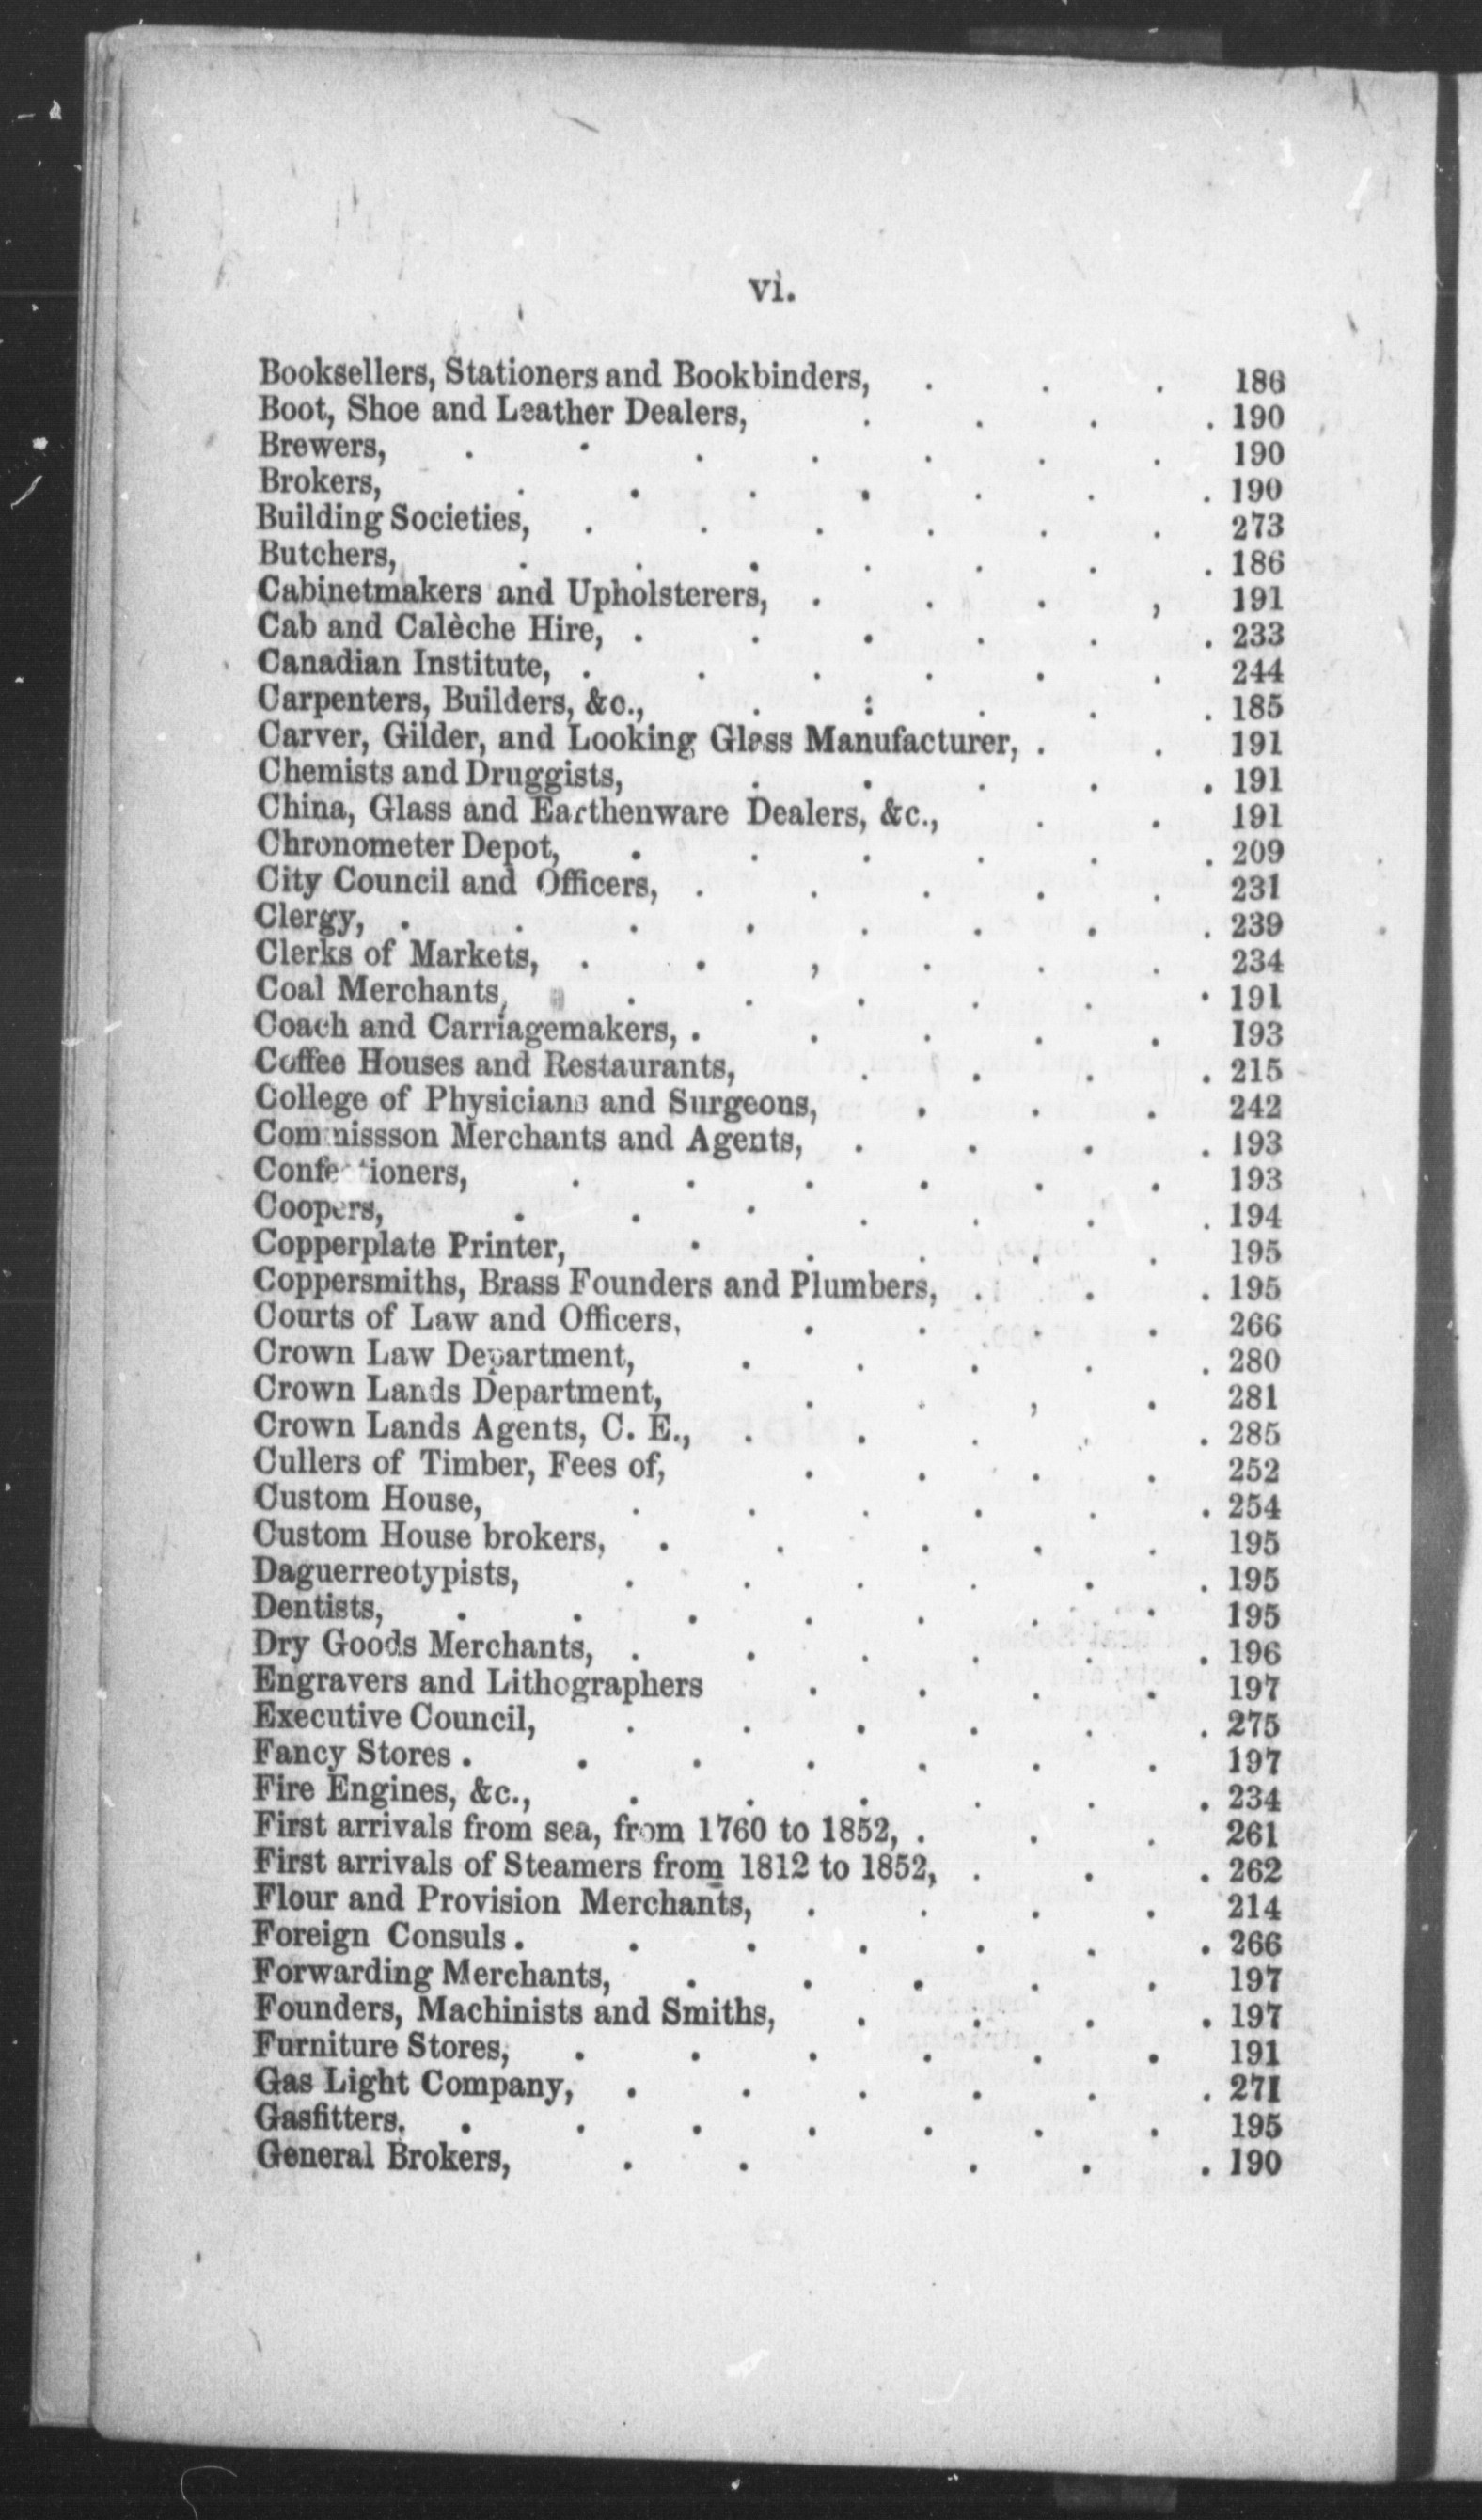 vi.
Booksellers, Stationers and Bookbinders, . . . 186
Boot, Shoe and Leather Dealers, . . . . 190
Brewers, . . . . . . . 190
Brokers, . . . . . . . 190
Building Societies, . . . . . . 273
Butchers, . . . . . . . 186
Cabinetmakers and Upholsterers, . . . , 191
Cab and Calèche Hire, . . . . . . 233
Canadian Institute, . . . . . . 244
Carpenters, Builders, &c., . : . . . 185
Carver, Gilder, and Looking Glass Manufacturer, . . 191
Chemists and Druggists, . . . . . 191
China, Glass and Earthenware Dealers, &c., . . 191
Chronometer Depot, . . . . . . 209
City Council and Officers, . . . . . 231
Clergy, . . . . . . . . 239
Clerks of Markets, . . , . . . 234
Coal Merchants, . . . . . . 191
Coach and Carriagemakers, . . . . . 193
Coffee Houses and Restaurants, . . . . 215
College of Physicians and Surgeons, . . . 242
Commissson Merchants and Agents, . . . . 193
Confectioners, . . . . . . 193
Coopers, . . . . . . . 194
Copperplate Printer, . . . . . 195
Coppersmiths, Brass Founders and Plumbers, . . . 195
Courts of Law and Officers, . . . . 266
Crown Law Department, . . . . . 280
Crown Lands Department, . . , . 281
Crown Lands Agents, C. E., . . . . . 285
Cullers of Timber, Fees of, . . . . 252
Custom House, . . . . . . 254
Custom House brokers, . . . . . 195
Daguerreotypists, . . . . . . 195
Dentists, . . . . . . . 195
Dry Goods Merchants, . . . . . . 196
Engravers and Lithographers . . . . 197
Executive Council, . . . . . . 275
Fancy Stores . . . . . . . 197
Fire Engines, &c., . . . . . . 234
First arrivals from sea, from 1760 to 1852, . . . 261
First arrivals of Steamers from 1812 to 1852, . . . 262
Flour and Provision Merchants, . . . . 214
Foreign Consuls . . . . . . . 266
Forwarding Merchants, . . . . . 197
Founders, Machinists and Smiths, . . . . 197
Furniture Stores, . . . . . . 191
Gas Light Company, . . . . . . 271
Gasfitters. . . . . . . . 195
General Brokers, . . . . . 190